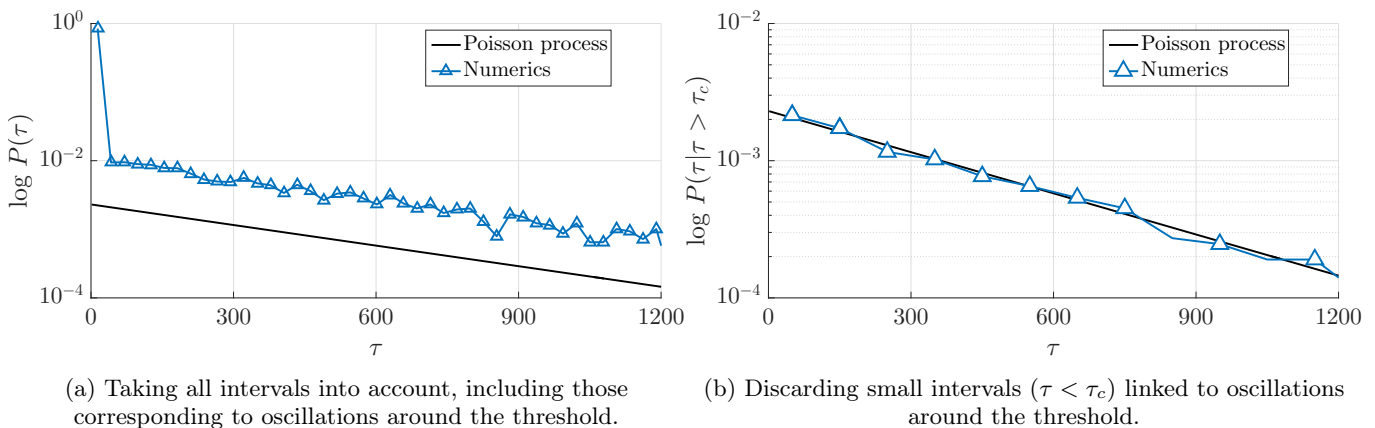 10^0
10^-2
10^-4
log P(τ)
0 300 600 900 1200
τ
Poisson process
Numerics
(a) Taking all intervals into account, including those
corresponding to oscillations around the threshold.
10^-2
10^-3
10^-4
log P(τ|τ > τ_c)
0 300 600 900 1200
τ
Poisson process
Numerics
(b) Discarding small intervals (τ < τ_c) linked to oscillations
around the threshold.